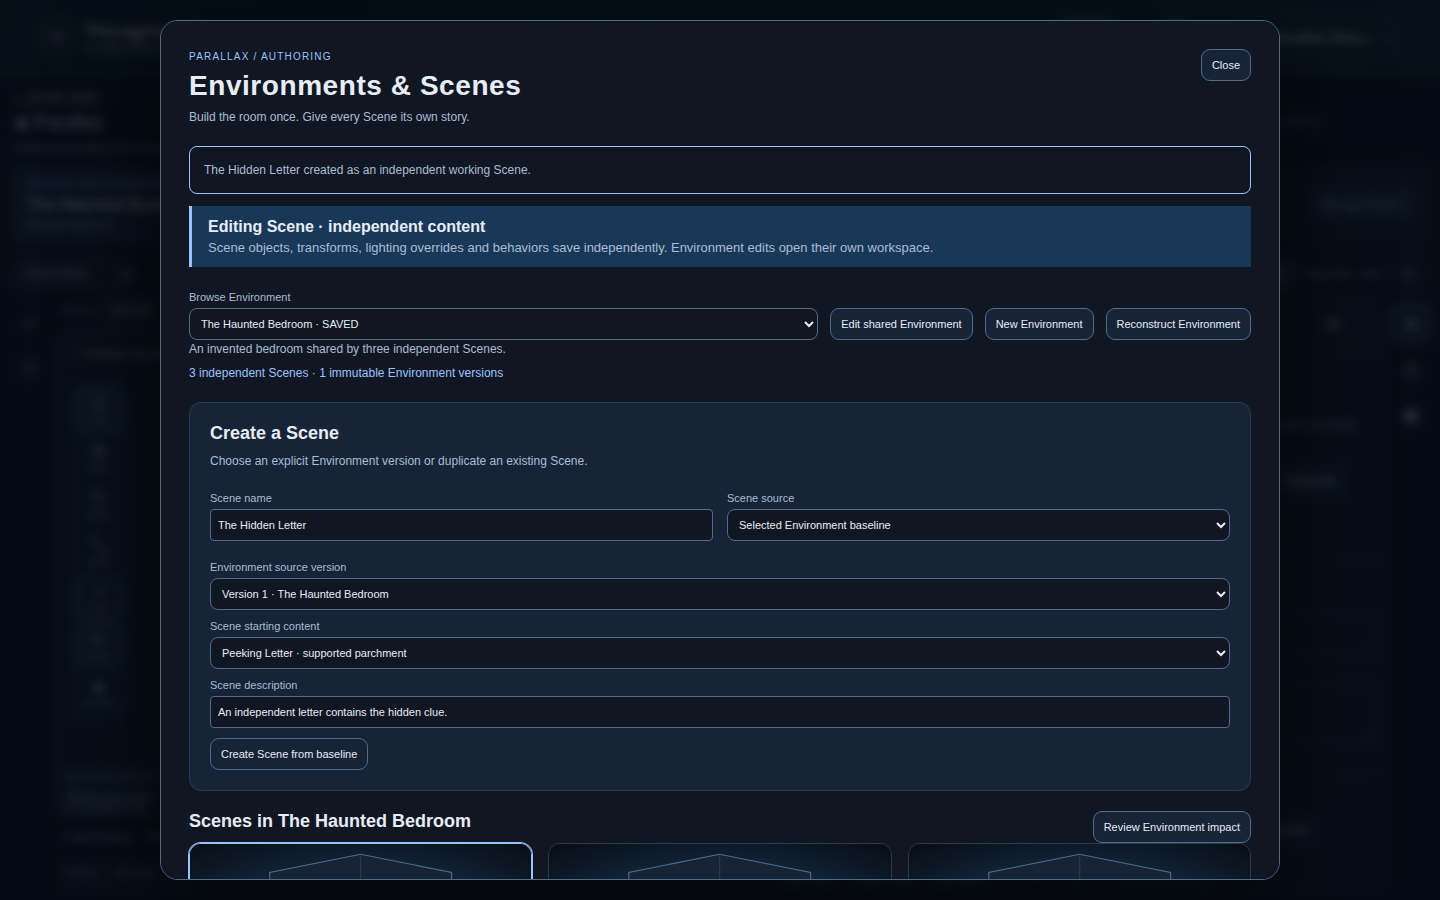 PARALLAX / AUTHORING
Close
Environments & Scenes
Build the room once. Give every Scene its own story.
The Hidden Letter created as an independent working Scene.
Editing Scene · independent content
Scene objects, transforms, lighting overrides and behaviors save independently. Environment edits open their own workspace.
Browse Environment
The Haunted Bedroom · SAVED
Edit shared Environment
New Environment
Reconstruct Environment
An invented bedroom shared by three independent Scenes.
3 independent Scenes · 1 immutable Environment versions
Create a Scene
Choose an explicit Environment version or duplicate an existing Scene.
Scene name
Scene source
The Hidden Letter
Selected Environment baseline
Environment source version
Version 1 · The Haunted Bedroom
Scene starting content
Peeking Letter · supported parchment
Scene description
An independent letter contains the hidden clue.
Create Scene from baseline
Scenes in The Haunted Bedroom
Review Environment impact